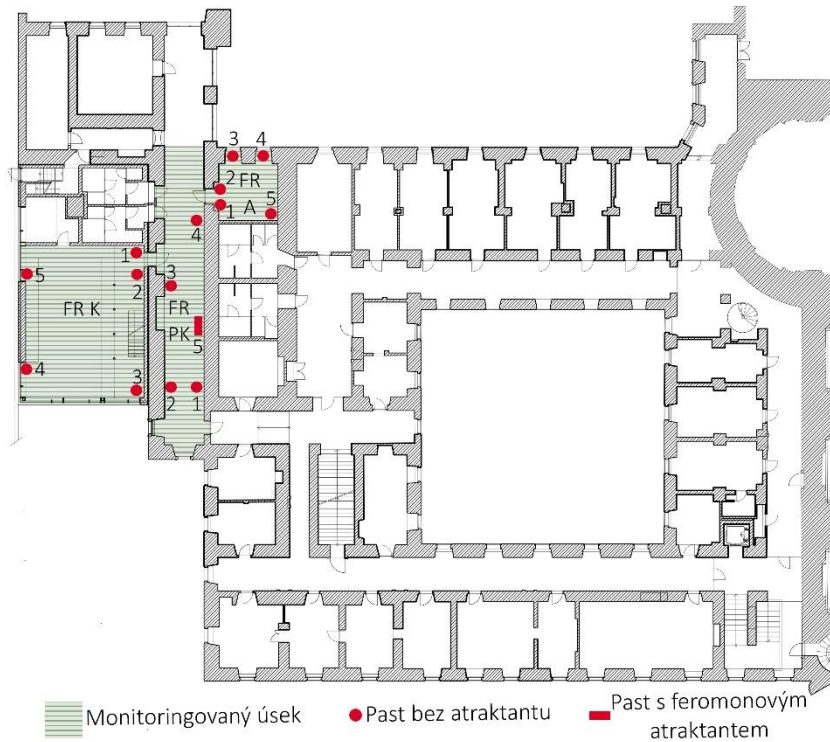 3 4
2 FR
A
1 5
4
1
5 2 3
FR K FR
PK
5
4
3 2 1
Monitoringovaný úsek Past bez atraktantu Past s feromonovým
atraktantem